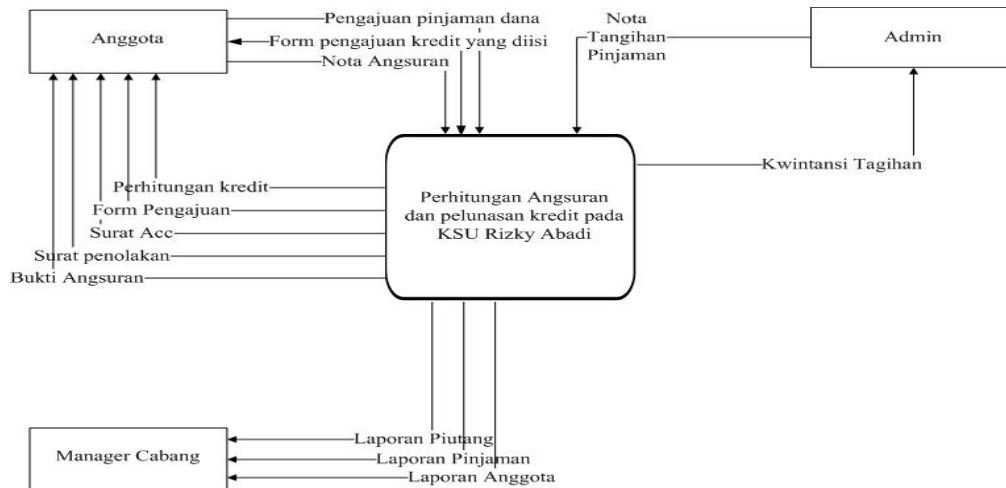 Pengajuan pinjaman dana
Anggota
Form pengajuan kredit yang diisi
Nota Angsuran
Nota
Tangihan
Pinjaman
Admin
Kwintansi Tagihan
Perhitungan Angsuran
dan pelunasan kredit pada
KSU Rizky Abadi
Perhitungan kredit
Form Pengajuan
Surat Acc
Surat penolakan
Bukti Angsuran
Manager Cabang
Laporan Piutang
Laporan Pinjaman
Laporan Anggota